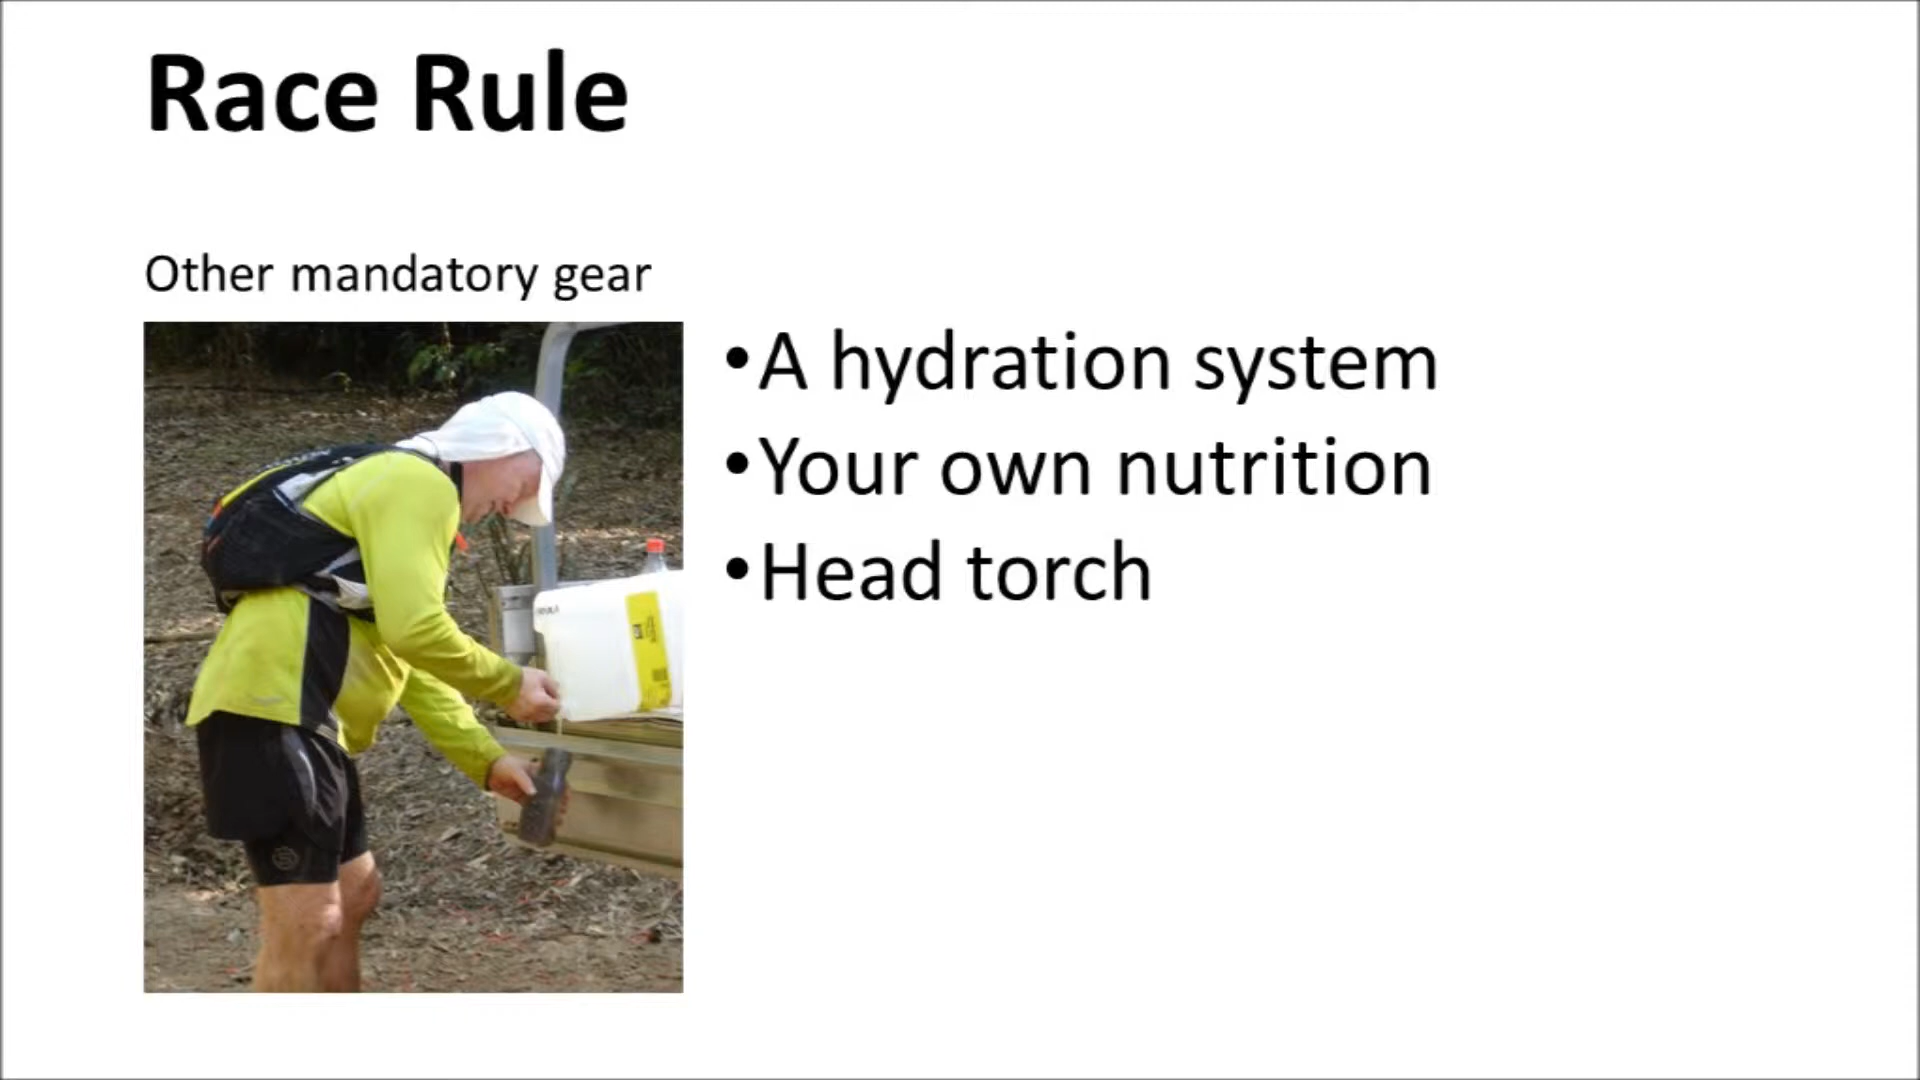 Race Rule
Other mandatory gear
•A hydration system
•Your own nutrition
•Head torch